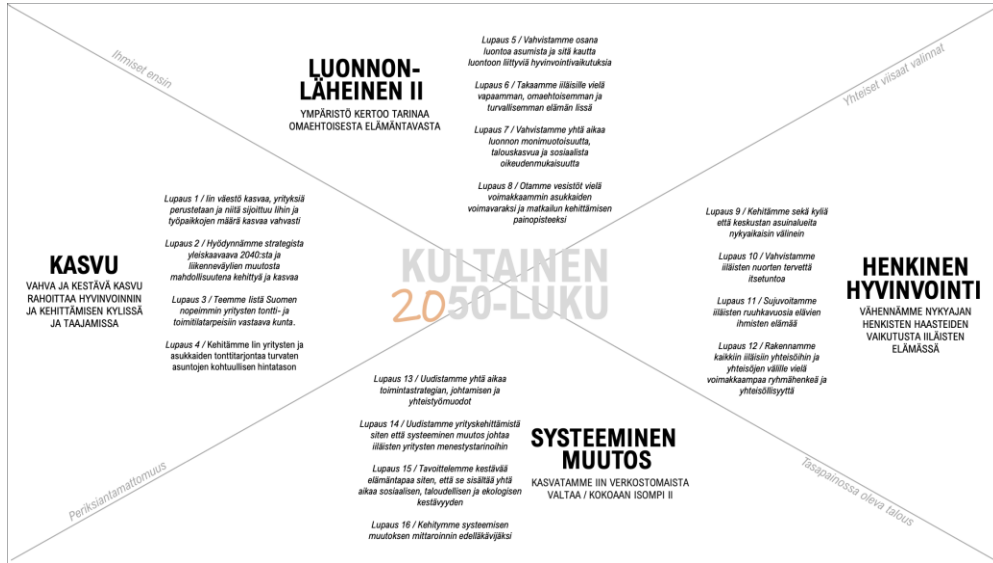 Ihmiset ensin
Yhteiset viisaat valinnat
LUONNON-
LÄHEINEN II
YMPÄRISTÖ KERTOO TARINAA
OMAEHTOISESTA ELÄMÄNTAVASTA
Lupaus 5 / Vahvistamme osana
luontoa asumista ja sitä kautta
luontoon liittyviä hyvinvointivaikutuksia
Lupaus 6 / Takaamme iiläisille vielä
vapaamman, omaehtoisemman ja
turvallisemman elämän Iissä
Lupaus 7 / Vahvistamme yhtä aikaa
luonnon monimuotoisuutta,
talouskasvua ja sosiaalista
oikeudenmukaisuutta
Lupaus 8 / Otamme vesistöt vielä
voimakkaammin asukkaiden
voimavaraksi ja matkailun kehittämisen
painopisteeksi
KASVU
VAHVA JA KESTÄVÄ KASVU
RAHOITTAA HYVINVOINNIN
JA KEHITTÄMISEN KYLISSÄ
JA TAAJAMISSA
Lupaus 1 / Iin väestö kasvaa, yrityksiä
perustetaan ja niitä sijoittuu Iihin ja
työpaikkojen määrä kasvaa vahvasti
Lupaus 2 / Hyödynnämme strategista
yleiskaavaava 2040:sta ja
liikenneväylien muutosta
mahdollisuutena kehittyä ja kasvaa
Lupaus 3 / Teemme Iistä Suomen
nopeimmin yritysten tontti- ja
toimitilatarpeisiin vastaava kunta.
Lupaus 4 / Kehitämme Iin yritysten ja
asukkaiden tonttitarjontaa turvaten
asuntojen kohtuullisen hintatason
KULTAINEN
2050-LUKU
Lupaus 9 / Kehitämme sekä kyliä
että keskustan asuinalueita
nykyaikaisin välinein
Lupaus 10 / Vahvistamme
iiläisten nuorten tervettä
itsetuntoa
Lupaus 11 / Sujuvoitamme
iiläisten ruuhkavuosia elävien
ihmisten elämää
Lupaus 12 / Rakennamme
kaikkiin iiläisiin yhteisöihin ja
yhteisöjen välille vielä
voimakkaampaa ryhmähenkeä ja
yhteisöllisyyttä
HENKINEN
HYVINVOINTI
VÄHENNÄMME NYKYAJAN
HENKISTEN HAASTEIDEN
VAIKUTUSTA IILÄISTEN
ELÄMÄSSÄ
Lupaus 13 / Uudistamme yhtä aikaa
toimintastrategian, johtamisen ja
yhteistyömuodot
Lupaus 14 / Uudistamme yrityskehittämistä
siten että systeeminen muutos johtaa
iiläisten yritysten menestystarinoihin
Lupaus 15 / Tavoittelemme kestävää
elämäntapaa siten, että se sisältää yhtä
aikaa sosiaalisen, taloudellisen ja ekologisen
kestävyyden
Lupaus 16 / Kehitymme systeemisen
muutoksen mittaroinnin edelläkävijäksi
SYSTEEMINEN
MUUTOS
KASVATAMME IIN VERKOSTOMAISTA
VALTAA / KOKOAAN ISOMPI II
Periksiantamattomuus
Tasapainossa oleva talous